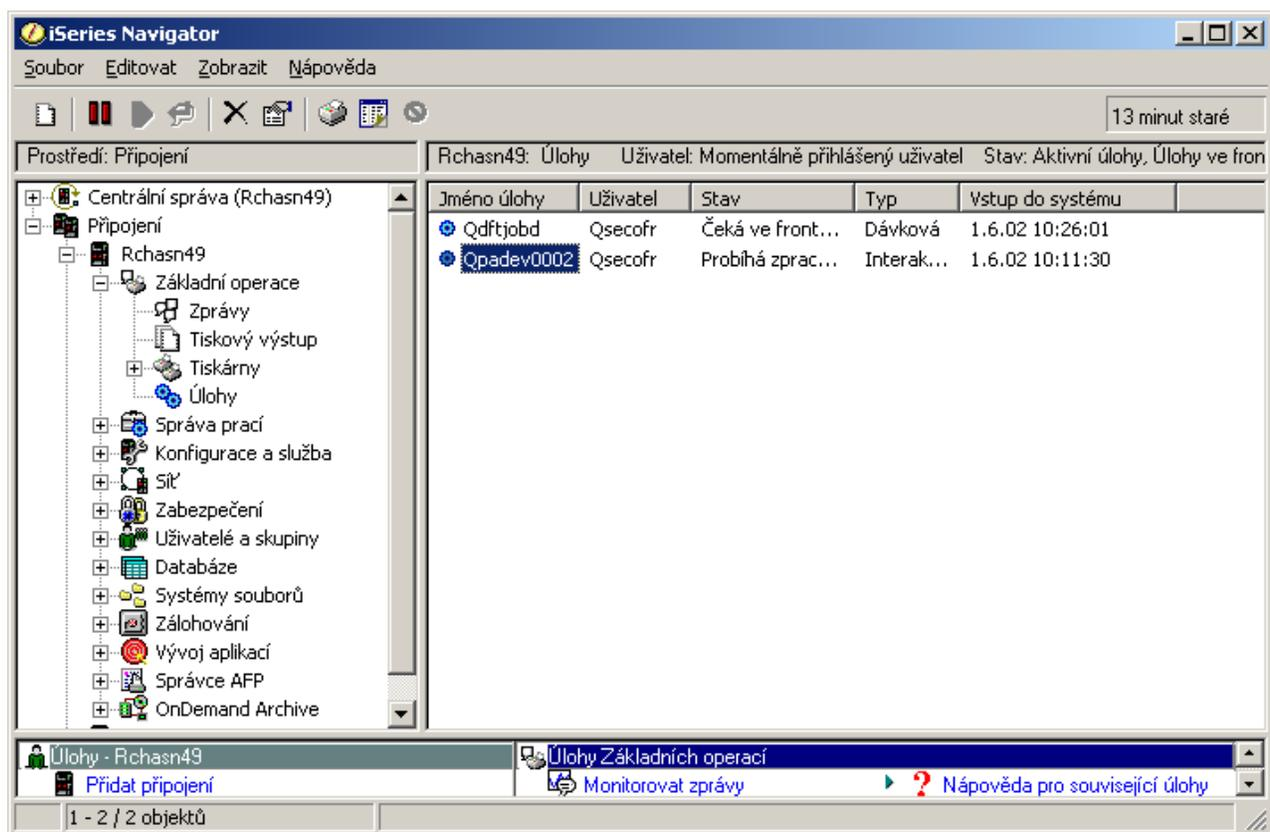 iSeries Navigator
Soubor Editovat Zobrazit Nápověda
13 minut staré
Prostředí: Připojení
Rchasn49: Úlohy Uživatel: Momentálně přihlášený uživatel Stav: Aktivní úlohy, Úlohy ve fron
Centrální správa (Rchasn49)
Připojení
Rchasn49
Základní operace
Zprávy
Tiskový výstup
Tiskárny
Úlohy
Správa prací
Konfigurace a služba
Síť
Zabezpečení
Uživatelé a skupiny
Databáze
Systémy souborů
Zálohování
Vývoj aplikací
Správce AFP
OnDemand Archive
Jméno úlohy Uživatel Stav Typ Vstup do systému
Qdftjobd Qsecofr Čeká ve front... Dávková 1.6.02 10:26:01
Qpadev0002 Qsecofr Probíhá zprac... Interak... 1.6.02 10:11:30
Úlohy - Rchasn49
Přidat připojení
Úlohy Základních operací
Monitorovat zprávy
Nápověda pro související úlohy
1 - 2 / 2 objektů